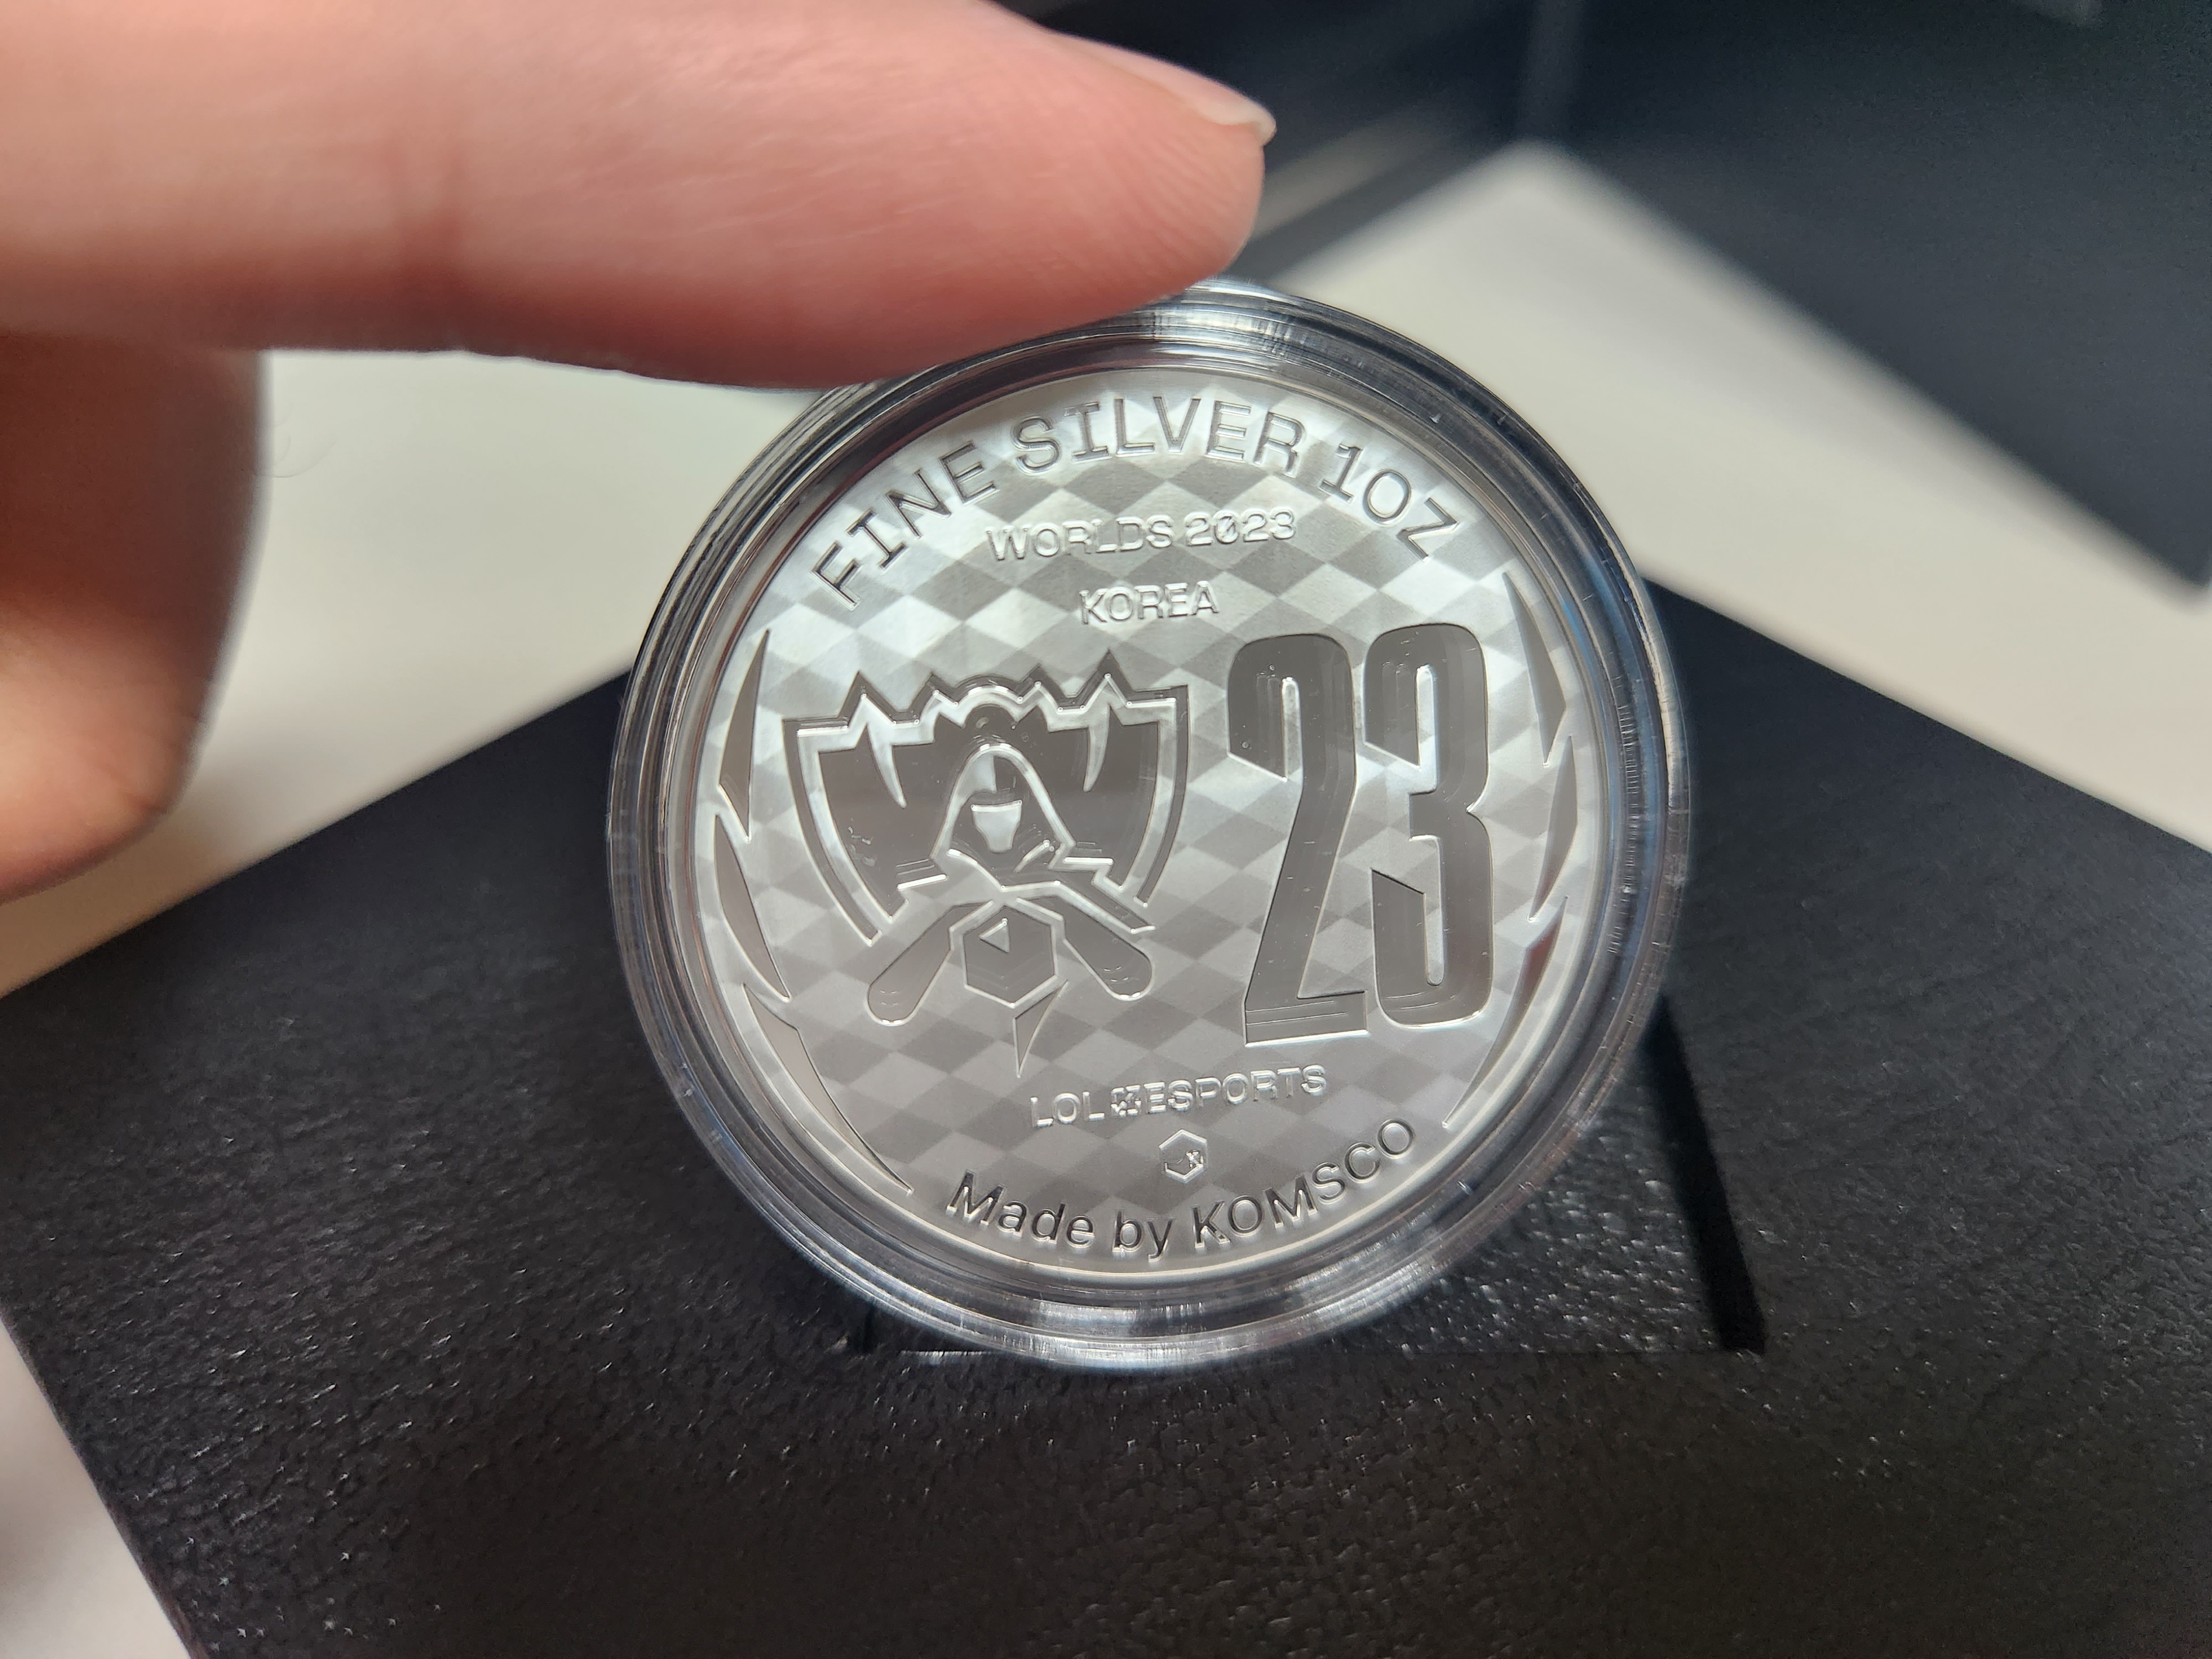 FINE SILVER 1OZ
WORLDS 2023
KOREA
23
LOL ESPORTS
Made by KOMSCO